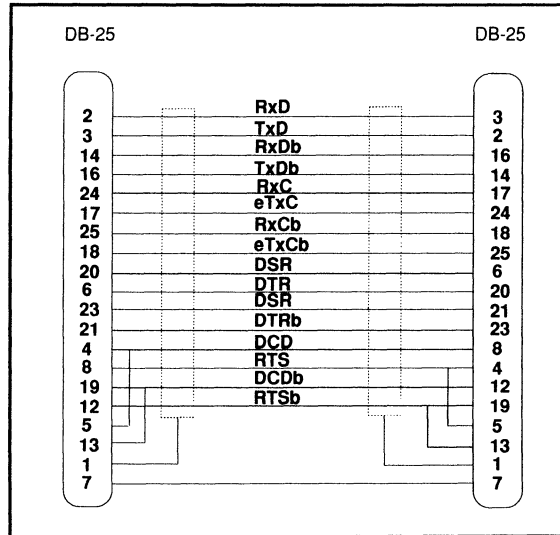 DB-25 DB-25
2 RxD 3
3 TxD 2
14 RxDb 16
16 TxDb 14
24 RxC 17
17 eTxC 24
25 RxCb 18
18 eTxCb 25
20 DSR 6
6 DTR 20
23 DSR 21
21 DTRb 23
4 DCD 8
8 RTS 4
19 DCDb 12
12 RTSb 19
5 5
13 13
1 1
7 7